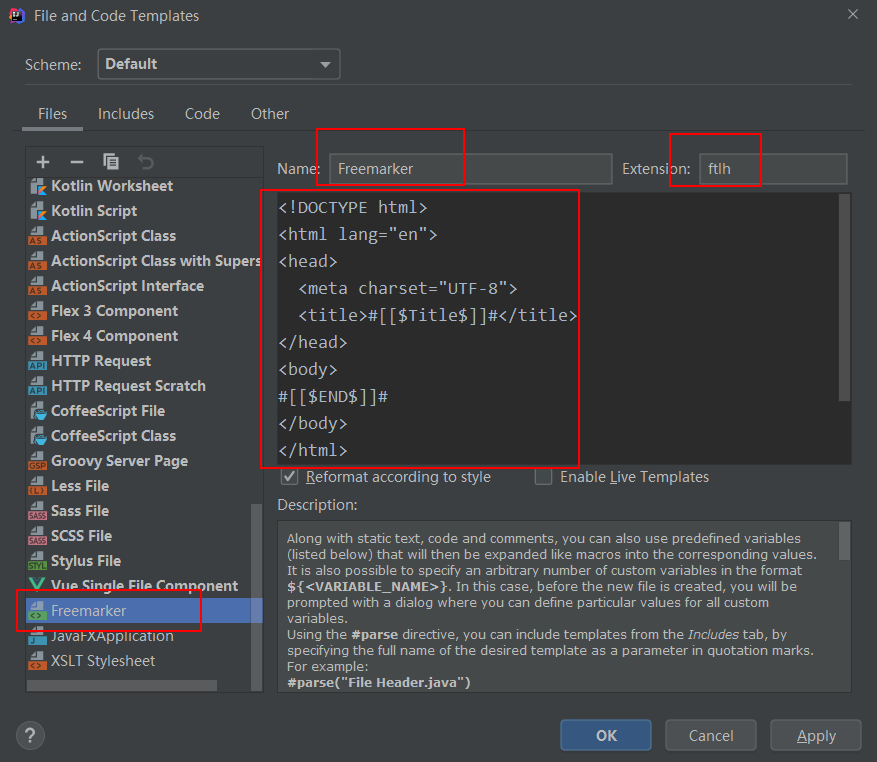 File and Code Templates
Scheme: Default
Files Includes Code Other
Kotlin Worksheet
Kotlin Script
ActionScript Class
ActionScript Class with Supers
ActionScript Interface
Flex 3 Component
Flex 4 Component
HTTP Request
HTTP Request Scratch
CoffeeScript File
CoffeeScript Class
Groovy Server Page
Less File
Sass File
SCSS File
Stylus File
Vue Single File Component
Freemarker
JavaFXApplication
XSLT Stylesheet
Name: Freemarker Extension: ftlh
<!DOCTYPE html>
<html lang="en">
<head>
  <meta charset="UTF-8">
  <title>#[[$Title$]]#</title>
</head>
<body>
#[[$END$]]#
</body>
</html>
Reformat according to style Enable Live Templates
Description:
Along with static text, code and comments, you can also use predefined variables
(listed below) that will then be expanded like macros into the corresponding values.
It is also possible to specify an arbitrary number of custom variables in the format
${<VARIABLE_NAME>}. In this case, before the new file is created, you will be
prompted with a dialog where you can define particular values for all custom
variables.
Using the #parse directive, you can include templates from the Includes tab, by
specifying the full name of the desired template as a parameter in quotation marks.
For example:
#parse("File Header.java")
? OK Cancel Apply